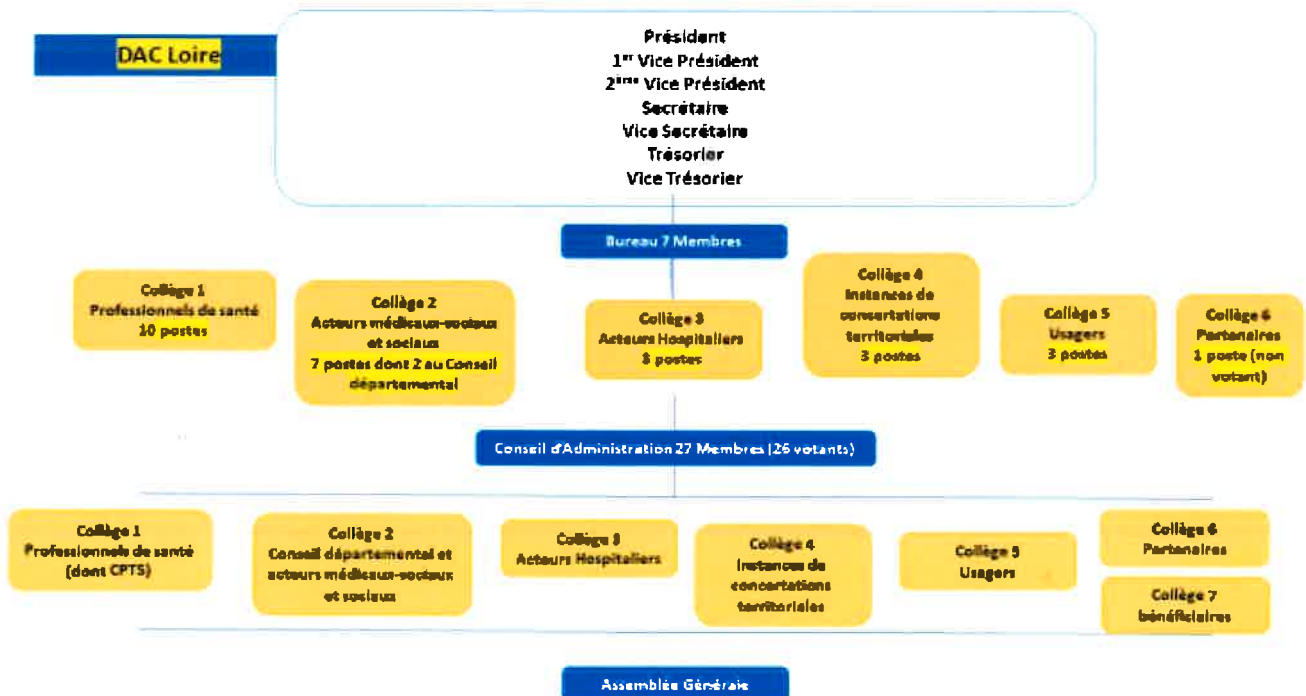 DAC Loire
Président
1er Vice Président
2ème Vice Président
Secrétaire
Vice Secrétaire
Trésorier
Vice Trésorier
Bureau 7 Membres
Collège 1
Professionnels de santé
10 postes
Collège 2
Acteurs médicaux-sociaux
et sociaux
7 postes dont 2 au Conseil
départemental
Collège 3
Acteurs Hospitaliers
postes
Collège 4
Instances de
concertations
territoriales
3 postes
Collège 5
Usagers
3 postes
Collège 6
Partenaires
1 poste (non
votant)
Conseil d'Administration 27 Membres (26 votants)
Collège 1
Professionnels de santé
(dont CPTS)
Collège 2
Conseil départemental et
acteurs médicaux-sociaux
et sociaux
Collège 3
Acteurs Hospitaliers
Collège 4
Instances de
concertations
territoriales
Collège 5
Usagers
Collège 6
Partenaires
Collège 7
bénéficiaires
Assemblée Générale